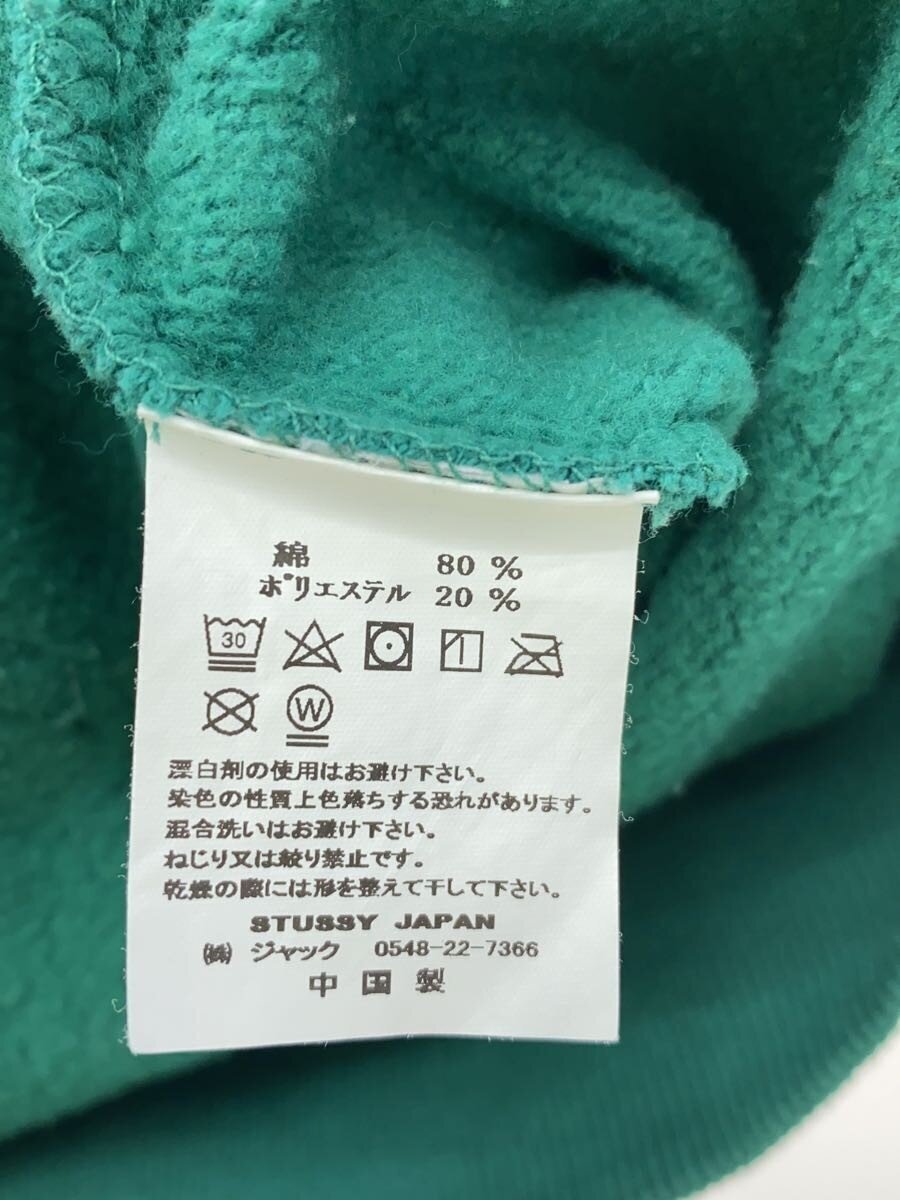 綿 80 %
ポリエステル 20 %
30
W
漂白剤の使用はお避け下さい。
染色の性質上色落ちする恐れがあります。
混合洗いはお避け下さい。
ねじり又は絞り禁止です。
乾燥の際には形を整えて干して下さい。
STUSSY JAPAN
㈱ ジャック 0548-22-7366
中国製